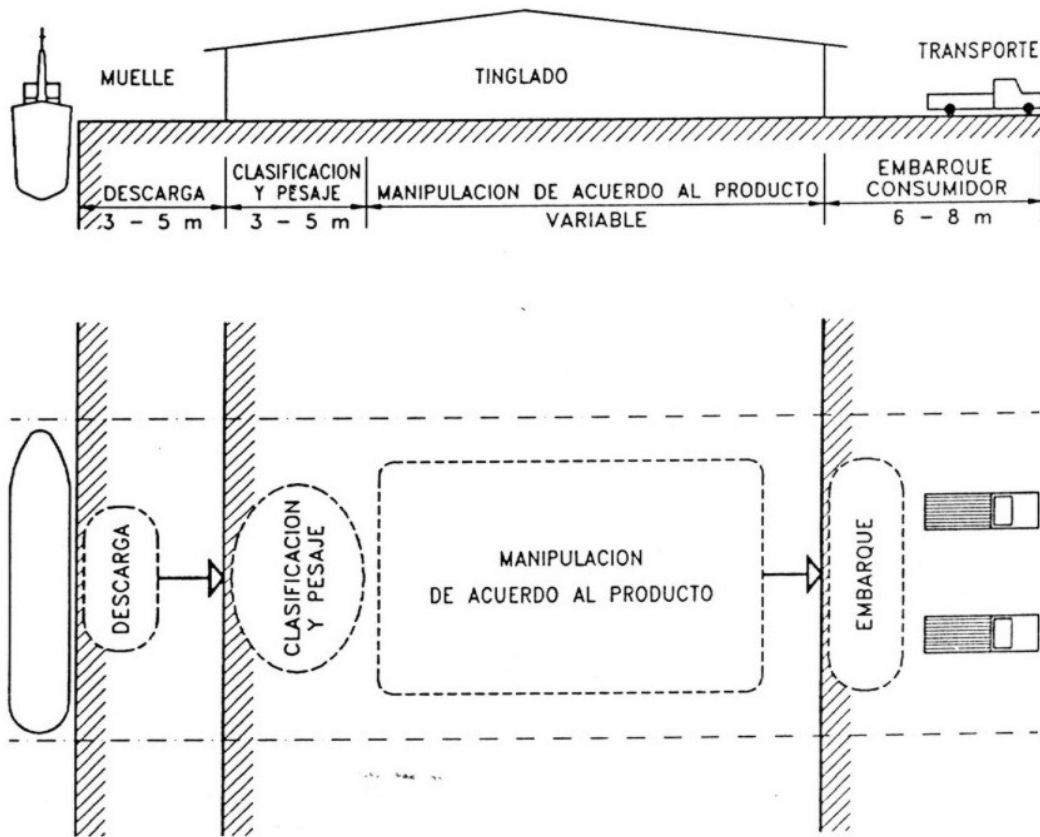 MUELLE
TINGLADO
TRANSPORTE
DESCARGA
3 - 5 m
CLASIFICACION
Y PESAJE
3 - 5 m
MANIPULACION DE ACUERDO AL PRODUCTO
VARIABLE
EMBARQUE
CONSUMIDOR
6 - 8 m
DESCARGA
CLASIFICACION
Y PESAJE
MANIPULACION
DE ACUERDO AL PRODUCTO
EMBARQUE